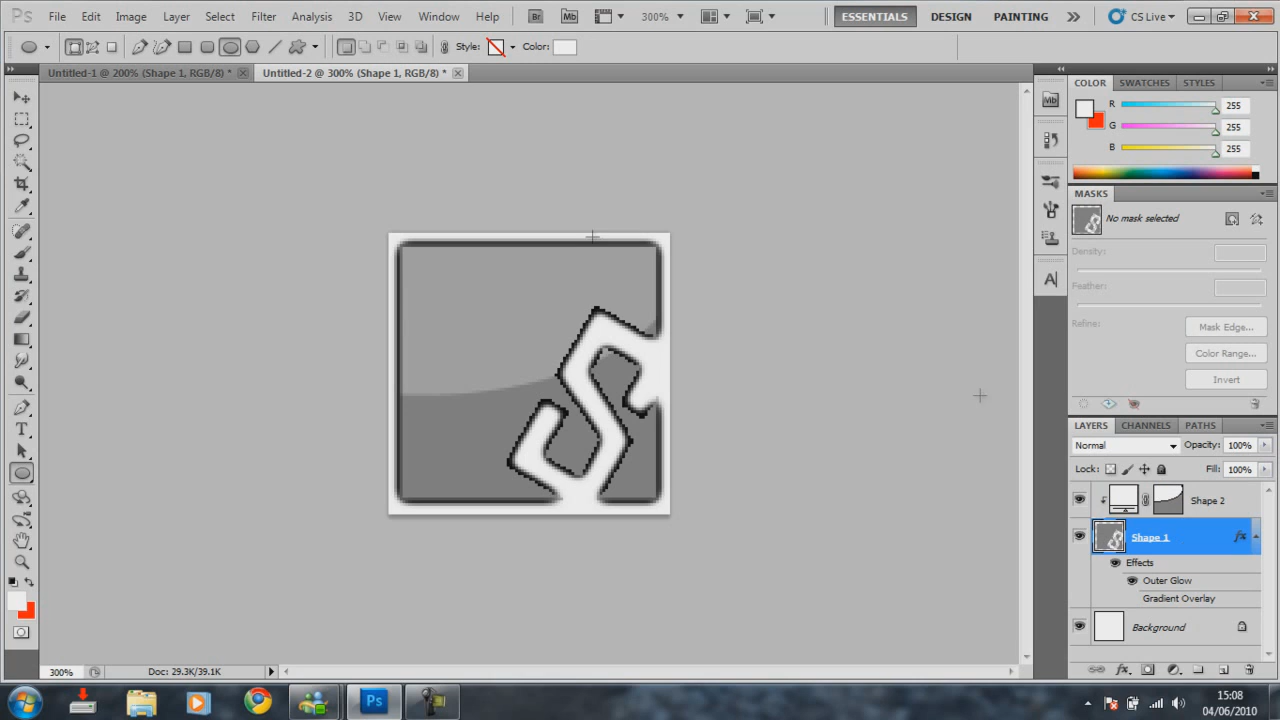 Ps File Edit Image Layer Select Filter Analysis 3D View Window Help Br Mb 300% ESSENTIALS DESIGN PAINTING CS Live
Style: Color:
Untitled-1 @ 200% (Shape 1, RGB/8) * Untitled-2 @ 300% (Shape 1, RGB/8) *
COLOR SWATCHES STYLES
Mb
R 255
G 255
B 255
MASKS
No mask selected
Density:
Feather:
Refine: Mask Edge...
Color Range...
Invert
LAYERS CHANNELS PATHS
Normal Opacity: 100%
Lock: Fill: 100%
Shape 2
Shape 1 fx
Effects
Outer Glow
Gradient Overlay
Background
300% Doc: 29.3K/39.1K
fx
Ps
15:08
04/06/2010